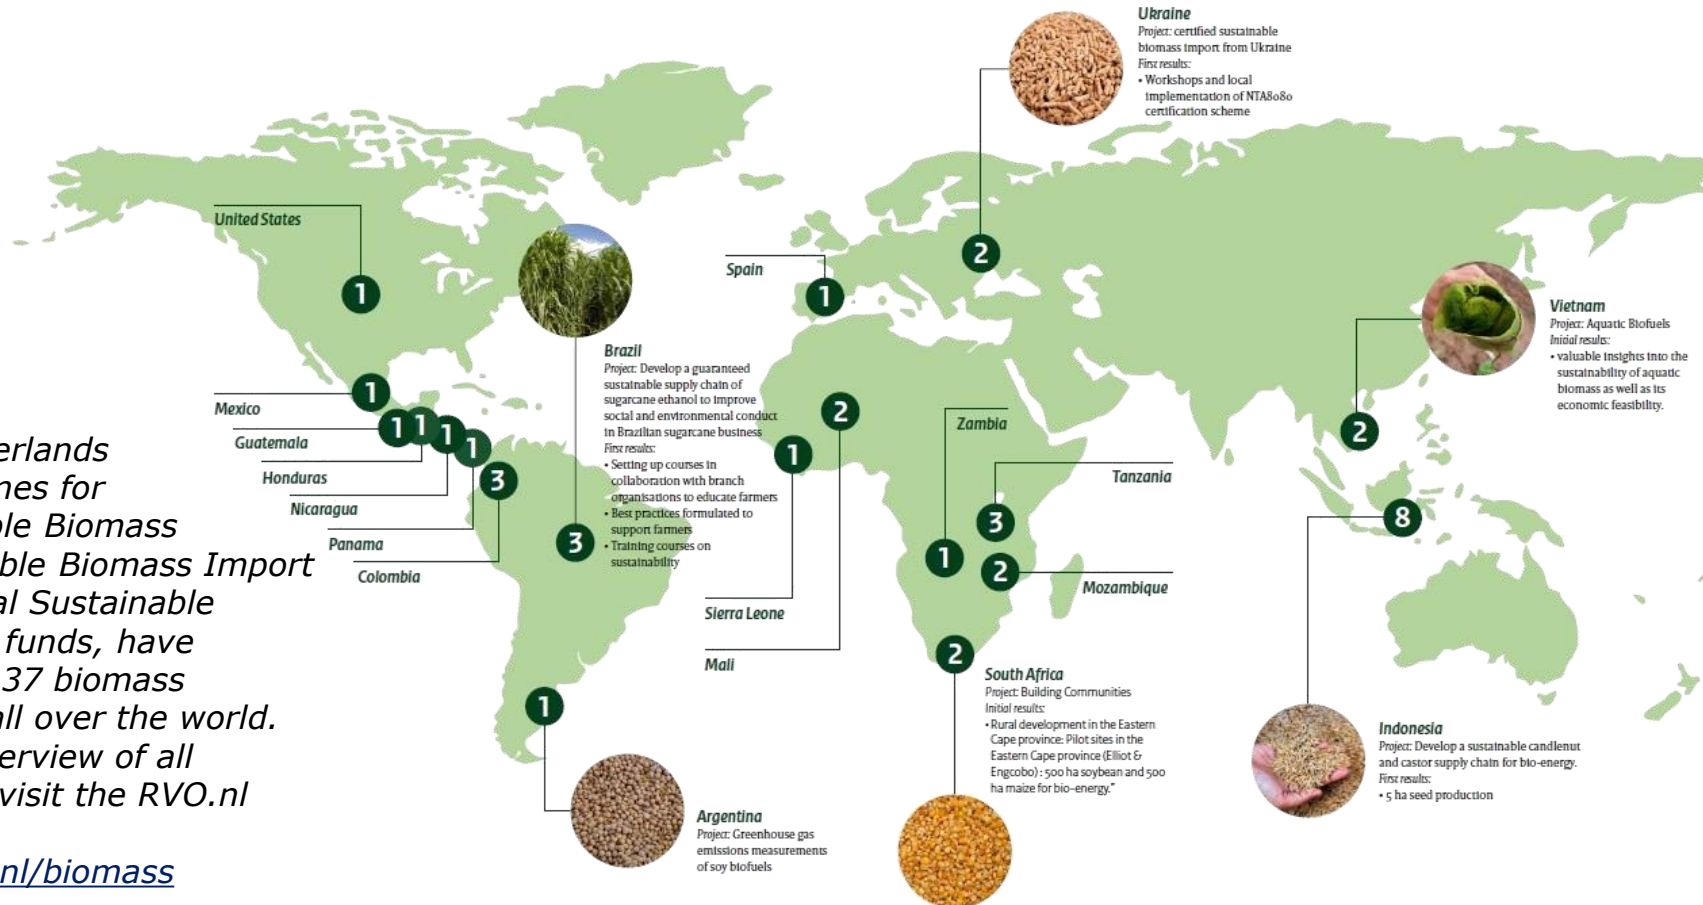 Ukraine
Project: certified sustainable
biomass import from Ukraine
First results:
• Workshops and local
implementation of NTA8080
certification scheme
United States
1
2
Spain
1
Vietnam
Project: Aquatic Biofuels
Initial results:
• valuable insights into the
sustainability of aquatic
biomass as well as its
economic feasibility.
2
Brazil
Project: Develop a guaranteed
sustainable supply chain of
sugarcane ethanol to improve
social and environmental conduct
in Brazilian sugarcane business
First results:
• Setting up courses in
collaboration with branch
organisations to educate farmers
• Best practices formulated to
support farmers
• Training courses on
sustainability
3
Mexico
1
Guatemala
1
Honduras
1
Nicaragua
1
Panama
1
Colombia
3
erlands
nes for
ble Biomass
ble Biomass Import
al Sustainable
funds, have
37 biomass
all over the world.
erview of all
visit the RVO.nl
nl/biomass
2
1
Sierra Leone
Mali
Zambia
1
Tanzania
3
2
Mozambique
8
2
South Africa
Project: Building Communities
Initial results:
• Rural development in the Eastern
Cape province: Pilot sites in the
Eastern Cape province (Elliot &
Engcobo) : 500 ha soybean and 500
ha maize for bio-energy."
Indonesia
Project: Develop a sustainable candlenut
and castor supply chain for bio-energy.
First results:
• 5 ha seed production
1
Argentina
Project: Greenhouse gas
emissions measurements
of soy biofuels